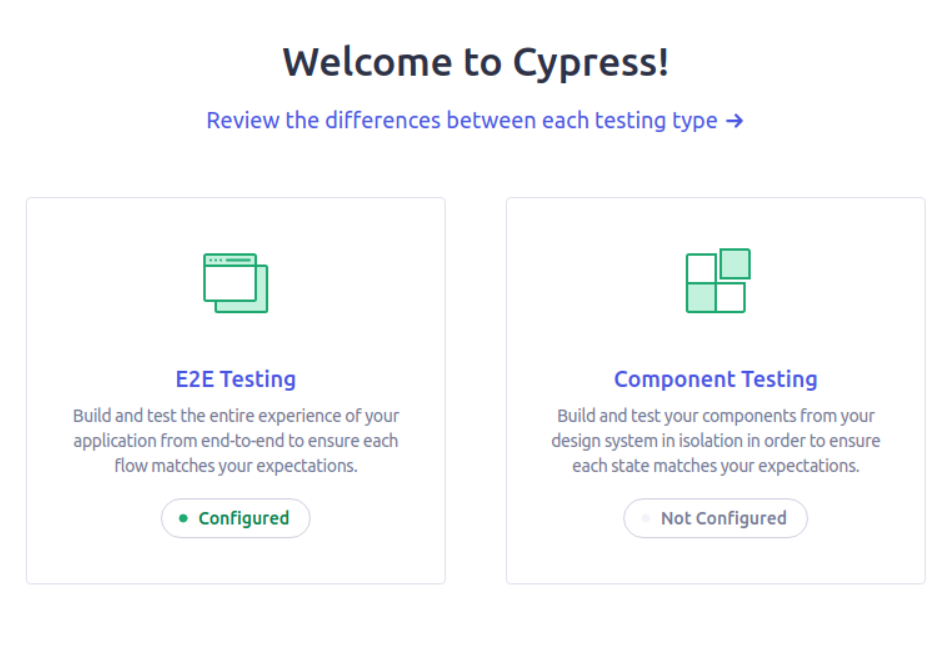 Welcome to Cypress!
Review the differences between each testing type →
E2E Testing
Build and test the entire experience of your
application from end-to-end to ensure each
flow matches your expectations.
Configured
Component Testing
Build and test your components from your
design system in isolation in order to ensure
each state matches your expectations.
Not Configured